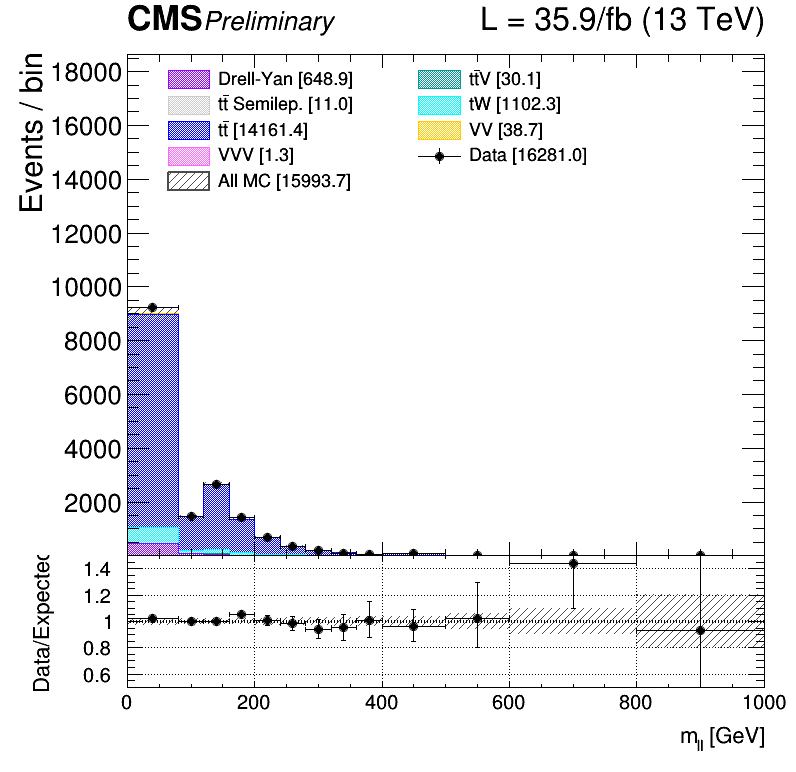 CMS Preliminary L = 35.9/fb (13 TeV)
Events / bin
18000
16000
14000
12000
10000
8000
6000
4000
2000
Drell-Yan [648.9]
tt̄ Semilep. [11.0]
tt̄ [14161.4]
VVV [1.3]
All MC [15993.7]
tt̄V [30.1]
tW [1102.3]
VV [38.7]
Data [16281.0]
Data/Expected
1.4
1.2
1
0.8
0.6
0 200 400 600 800 1000
m_ll [GeV]